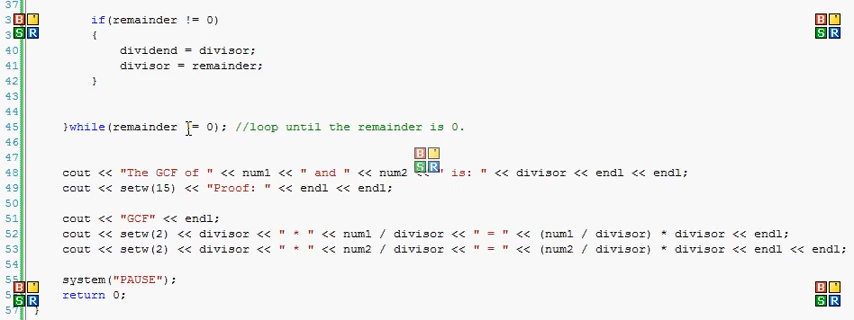 37
if(remainder != 0)
{
40 dividend = divisor;
41 divisor = remainder;
42 }
43
44
45 }while(remainder != 0); //loop until the remainder is 0.
46
47
48 cout << "The GCF of " << num1 << " and " << num2 << " is: " << divisor << endl << endl;
49 cout << setw(15) << "Proof: " << endl << endl;
50
51 cout << "GCF" << endl;
52 cout << setw(2) << divisor << " * " << num1 / divisor << " = " << (num1 / divisor) * divisor << endl;
53 cout << setw(2) << divisor << " * " << num2 / divisor << " = " << (num2 / divisor) * divisor << endl << endl;
54
system("PAUSE");
return 0;
57 }
B
S R
B
S R
B
S R
B
S R
B
S R